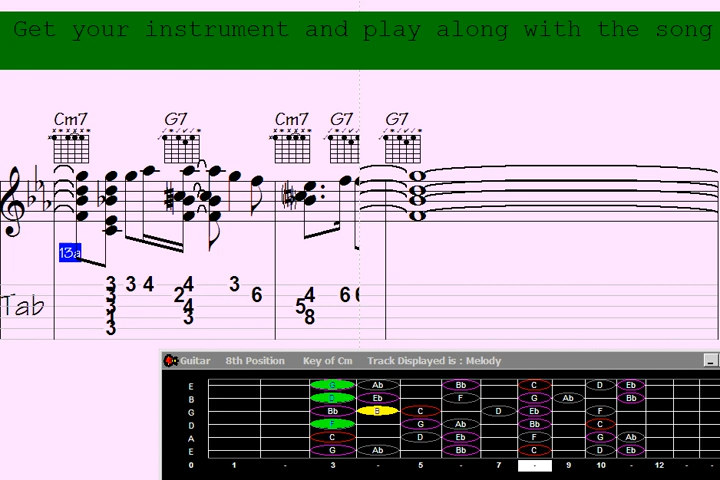 Get your instrument and play along with the song,
Cm7 G7 Cm7 G7 G7
13a
3 3 4 4 3
3 2 6 4 6 6
3 4 5
1 3 8
3
Tab
Guitar 8th Position Key of Cm Track Displayed is : Melody
E G Ab Bb C D Eb
B D Eb F G Ab Bb
G Bb B C D Eb F
D F G Ab Bb C
A C D Eb F G Ab
E G Ab Bb C D Eb
0 1 - 3 - 5 - 7 - 9 10 - 12 - -